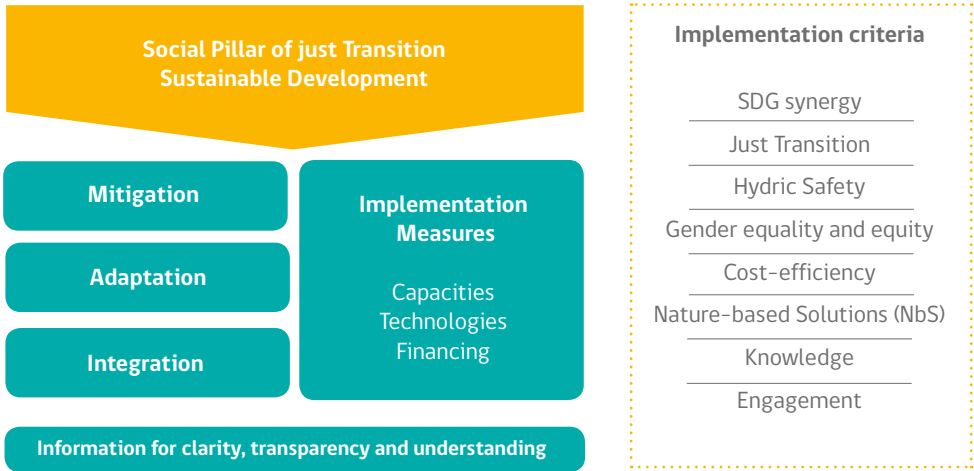 Social Pillar of just Transition
Sustainable Development
Mitigation
Adaptation
Integration
Implementation
Measures
Capacities
Technologies
Financing
Information for clarity, transparency and understanding
Implementation criteria
SDG synergy
Just Transition
Hydric Safety
Gender equality and equity
Cost-efficiency
Nature-based Solutions (NbS)
Knowledge
Engagement